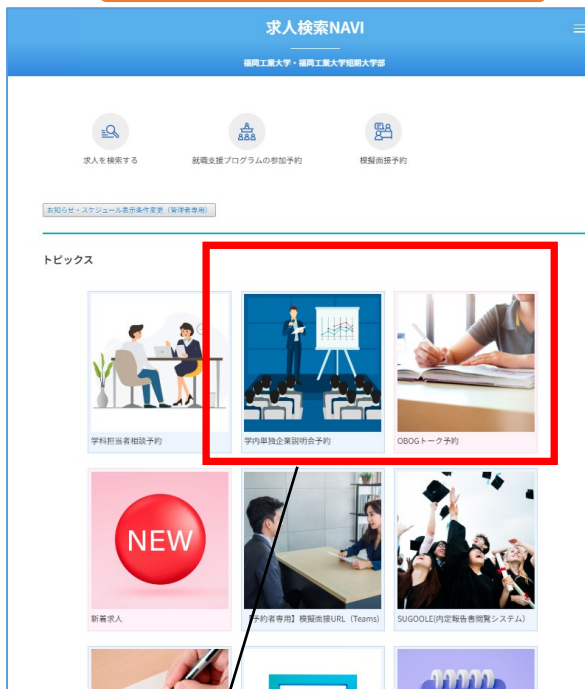 求人検索NAVI
福岡工業大学・福岡工業大学短期大学部
求人を検索する
就職支援プログラムの参加予約
模擬面接予約
お知らせ・スケジュール表示条件変更（管理者専用）
トピックス
学科担当者相談予約
学内単独企業説明会予約
OBOGトーク予約
NEW
新着求人
【予約者専用】模擬面接URL（Teams)
SUGOOLE(内定報告書閲覧システム)